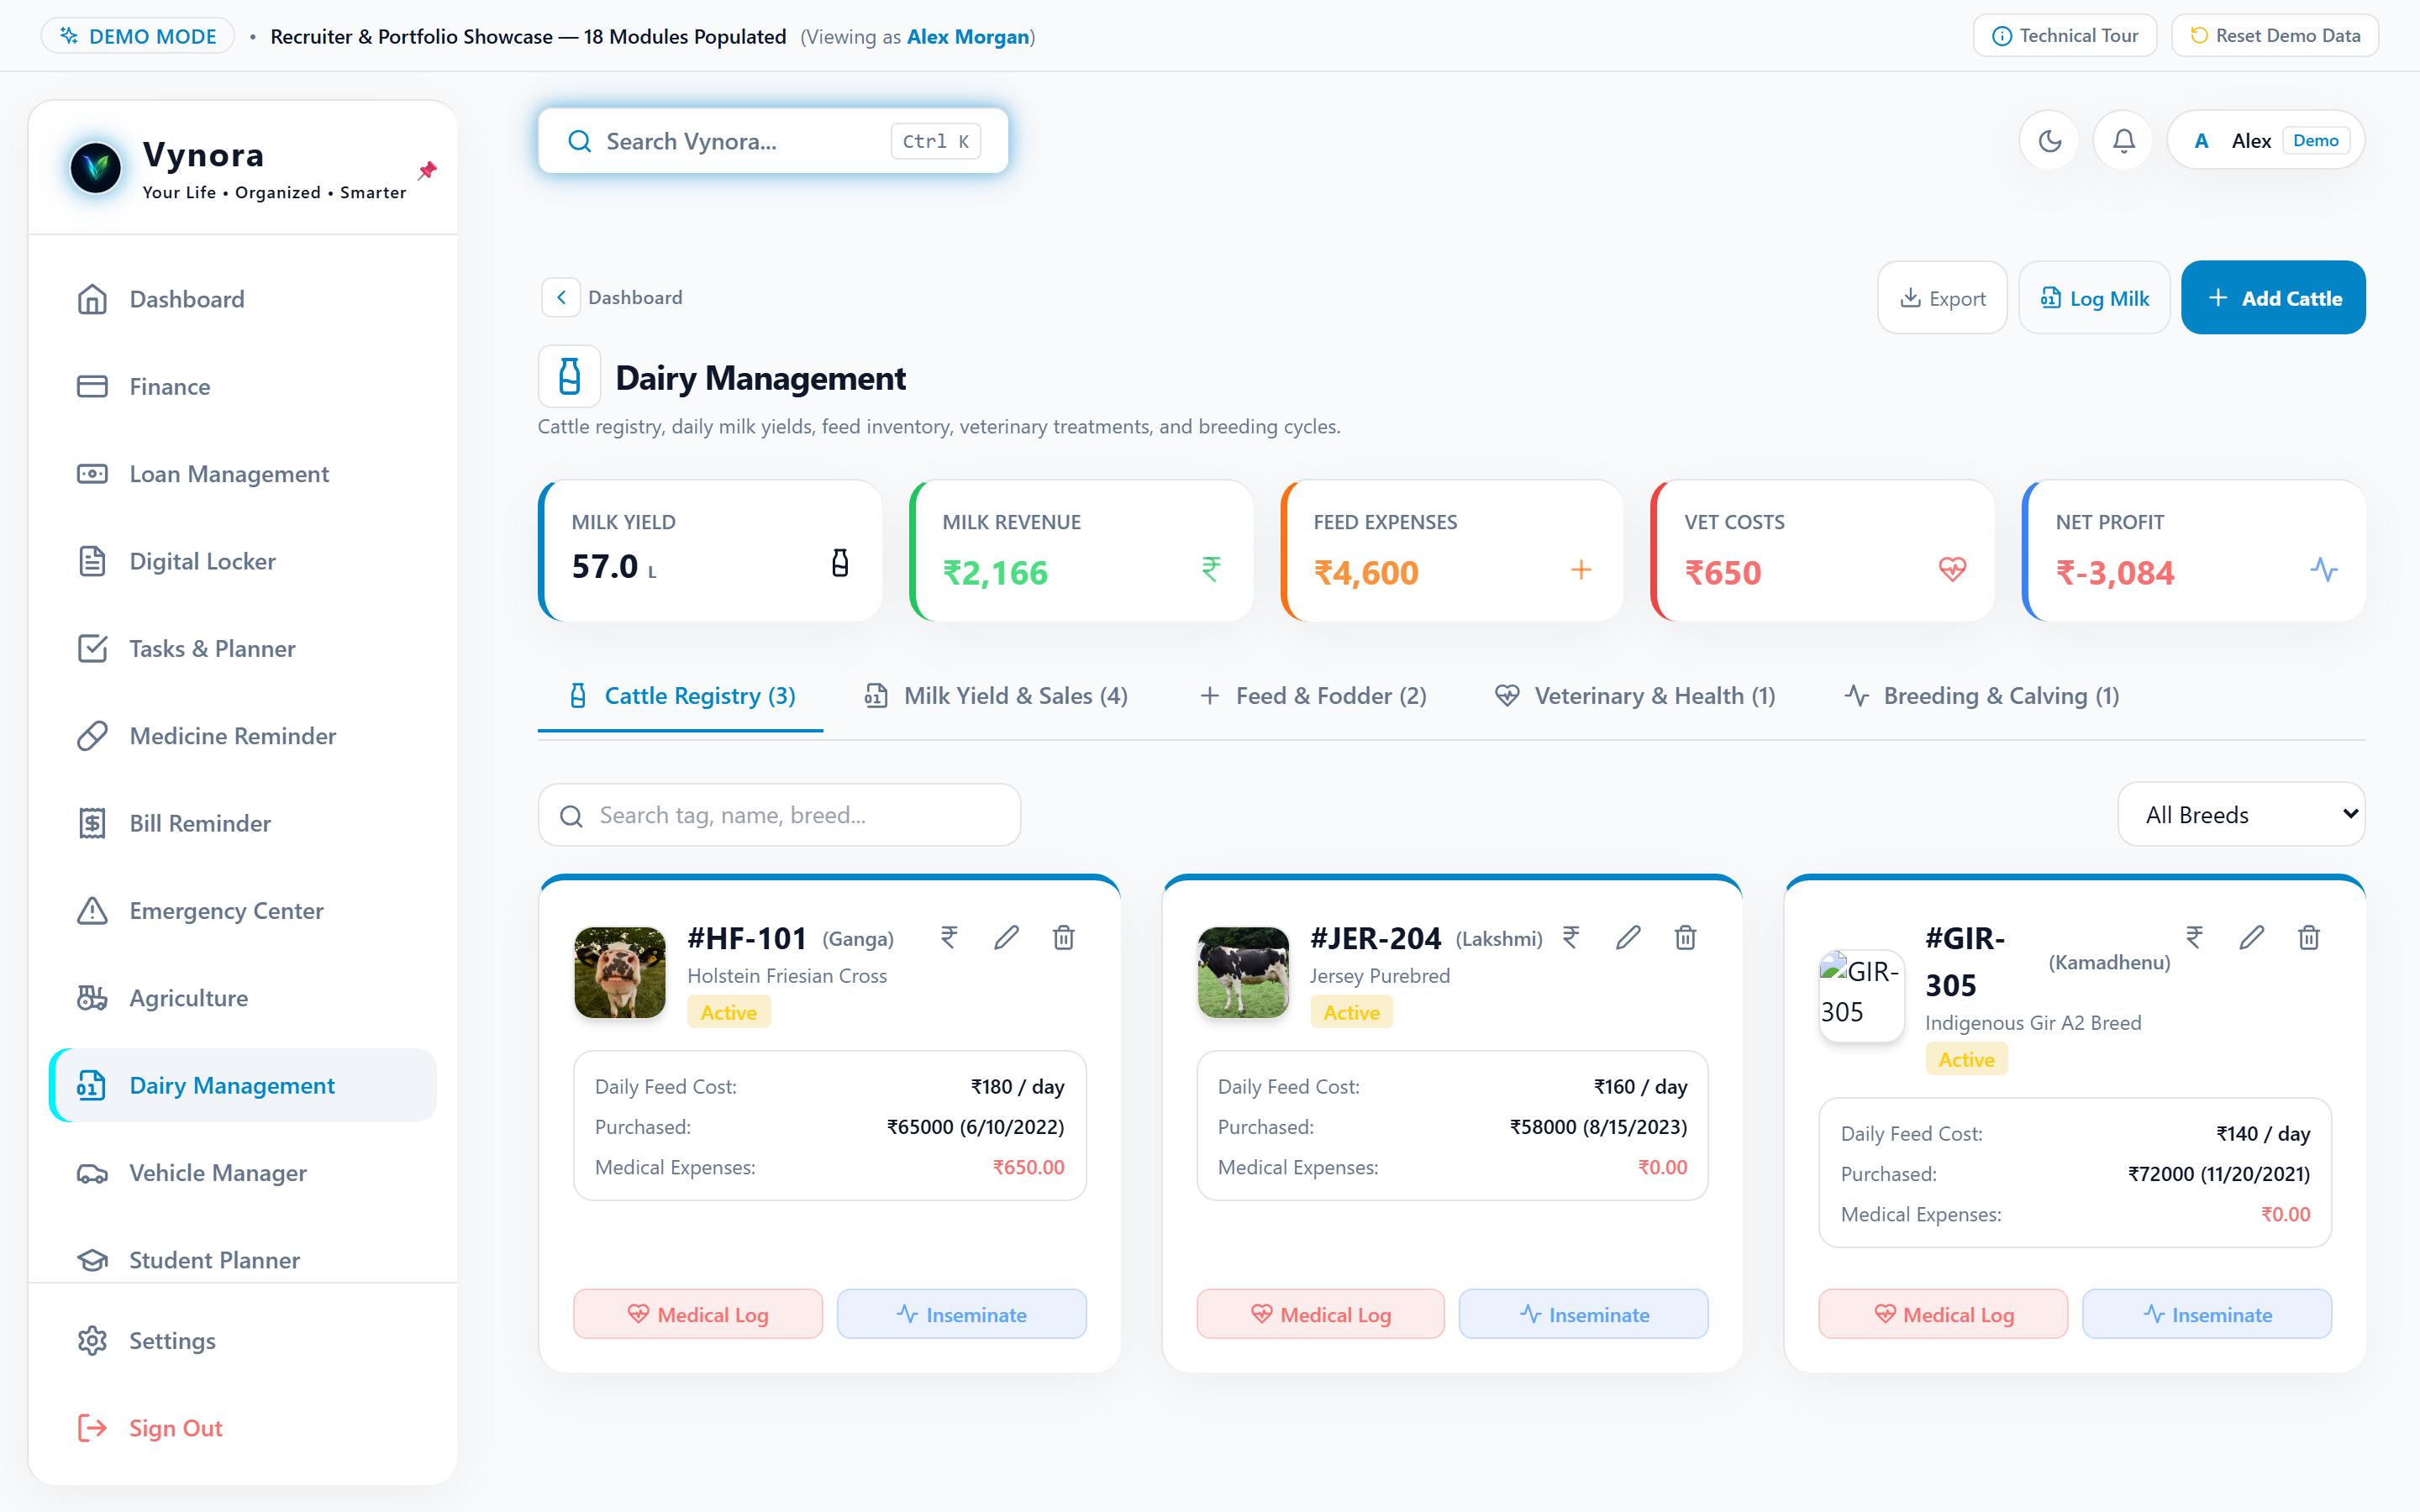 DEMO MODE • Recruiter & Portfolio Showcase — 18 Modules Populated (Viewing as Alex Morgan)
Technical Tour
Reset Demo Data
Vynora
Your Life • Organized • Smarter
Dashboard
Finance
Loan Management
Digital Locker
Tasks & Planner
Medicine Reminder
Bill Reminder
Emergency Center
Agriculture
Dairy Management
Vehicle Manager
Student Planner
Settings
Sign Out
Search Vynora...
Ctrl K
A Alex Demo
Dashboard
Export
Log Milk
Add Cattle
Dairy Management
Cattle registry, daily milk yields, feed inventory, veterinary treatments, and breeding cycles.
MILK YIELD
57.0 L
MILK REVENUE
₹2,166
FEED EXPENSES
₹4,600
VET COSTS
₹650
NET PROFIT
₹-3,084
Cattle Registry (3)
Milk Yield & Sales (4)
Feed & Fodder (2)
Veterinary & Health (1)
Breeding & Calving (1)
Search tag, name, breed...
All Breeds
#HF-101 (Ganga)
Holstein Friesian Cross
Active
Daily Feed Cost: ₹180 / day
Purchased: ₹65000 (6/10/2022)
Medical Expenses: ₹650.00
Medical Log
Inseminate
#JER-204 (Lakshmi)
Jersey Purebred
Active
Daily Feed Cost: ₹160 / day
Purchased: ₹58000 (8/15/2023)
Medical Expenses: ₹0.00
Medical Log
Inseminate
GIR-
305
#GIR-
305
(Kamadhenu)
Indigenous Gir A2 Breed
Active
Daily Feed Cost: ₹140 / day
Purchased: ₹72000 (11/20/2021)
Medical Expenses: ₹0.00
Medical Log
Inseminate